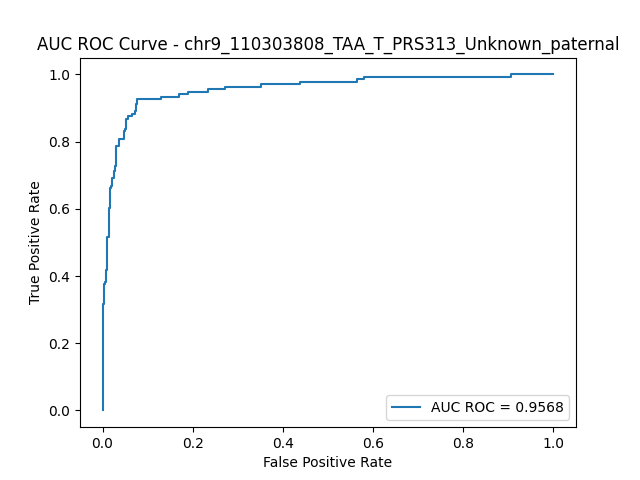 AUC ROC Curve - chr9_110303808_TAA_T_PRS313_Unknown_paternal
1.0
0.8
0.6
0.4
0.2
0.0
True Positive Rate
AUC ROC = 0.9568
0.0 0.2 0.4 0.6 0.8 1.0
False Positive Rate